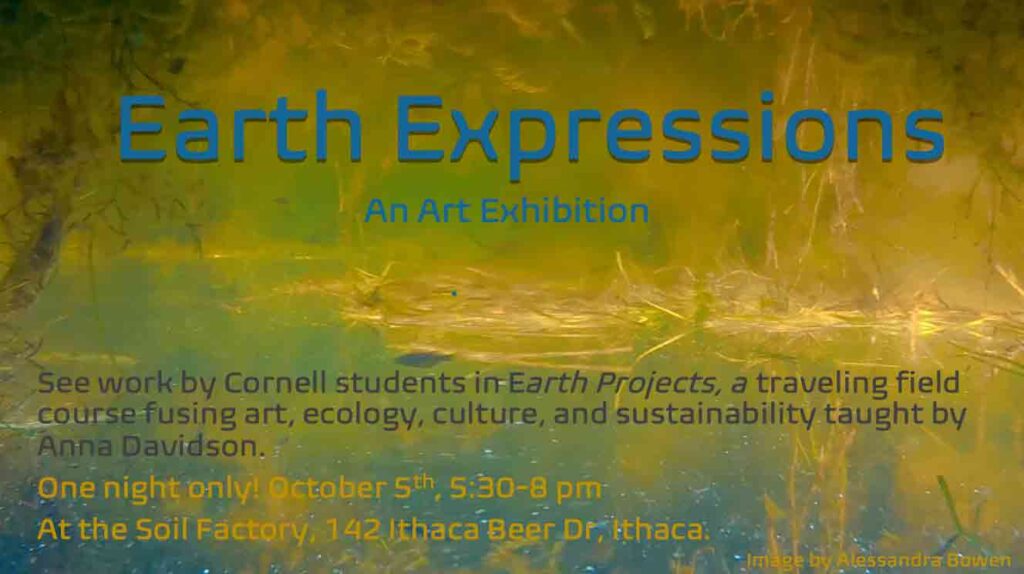 Earth Expressions
An Art Exhibition
See work by Cornell students in Earth Projects, a traveling field
course fusing art, ecology, culture, and sustainability taught by
Anna Davidson.
One night only! October 5th, 5:30-8 pm
At the Soil Factory, 142 Ithaca Beer Dr, Ithaca.
Image by Alessandra Bowen